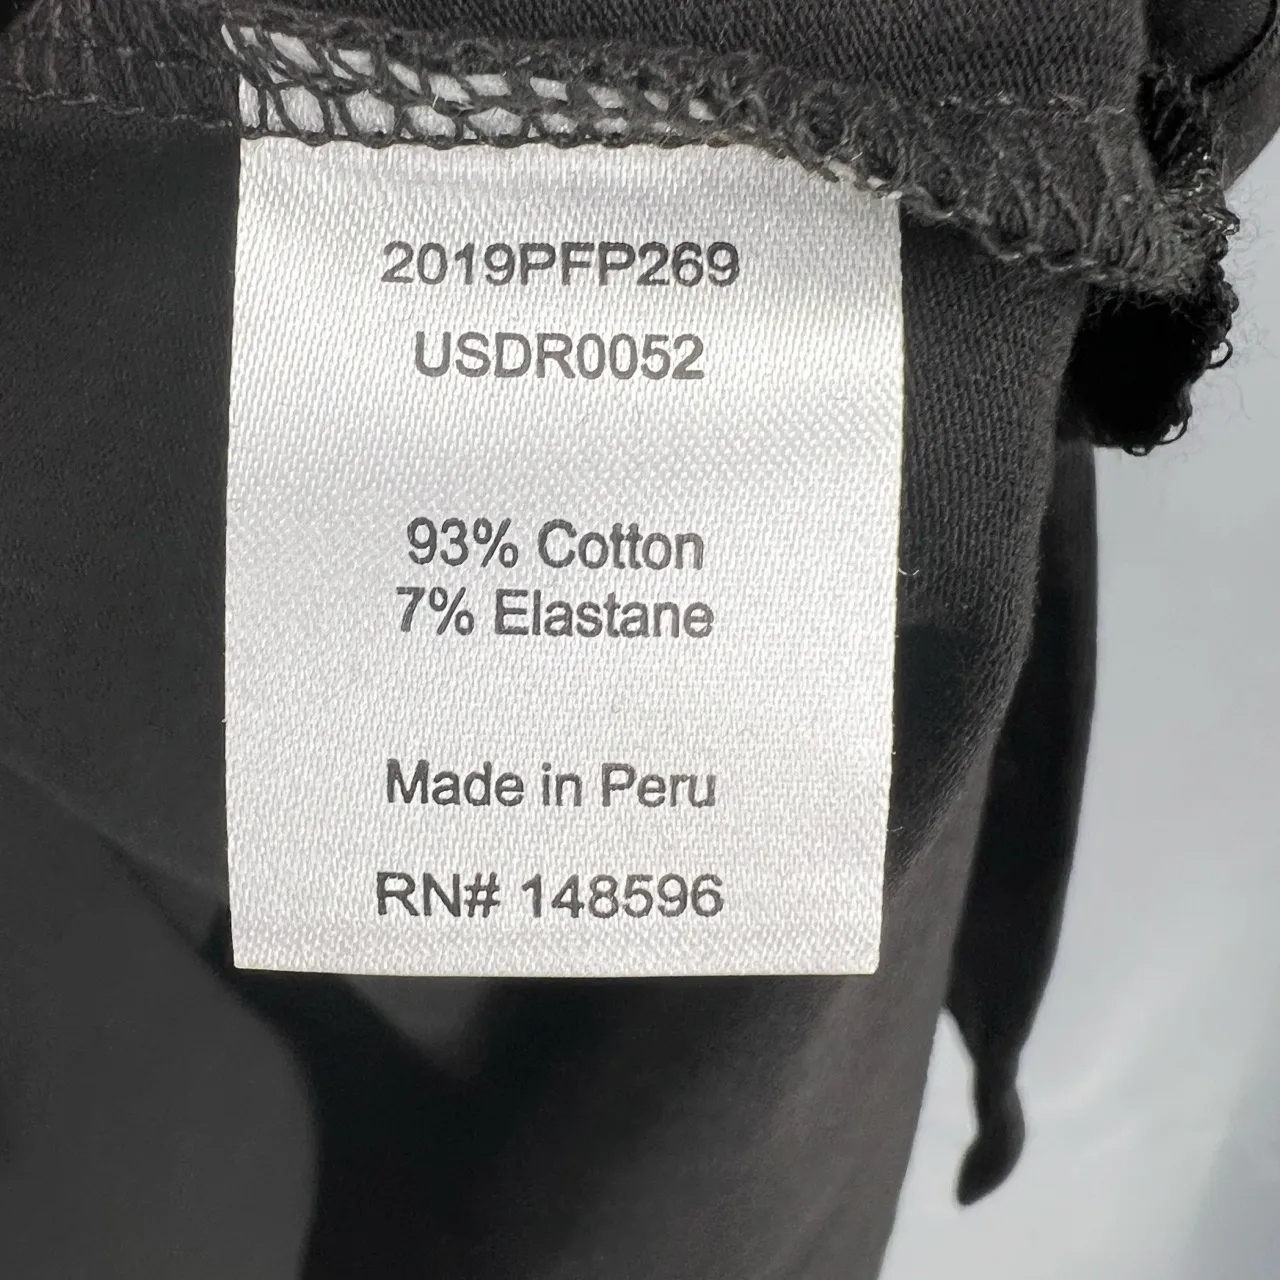 2019PFP269
USDR0052
93% Cotton
7% Elastane
Made in Peru
RN# 148596